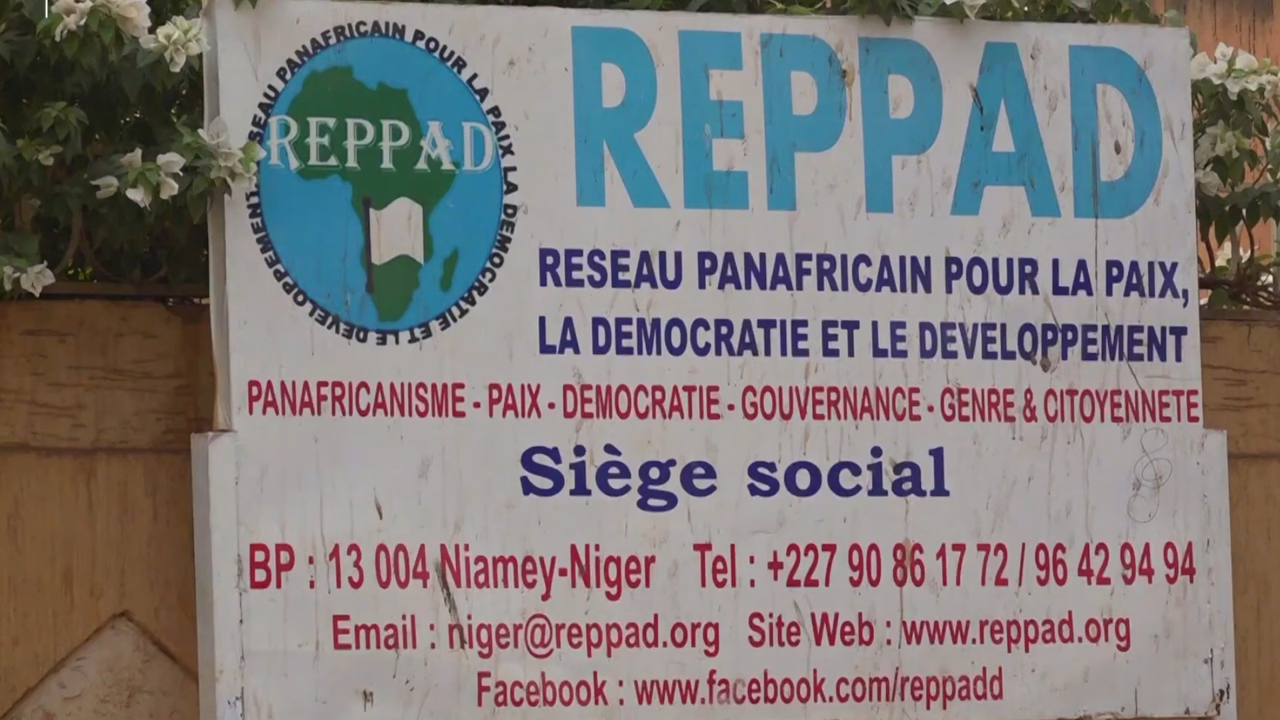 RESEAU PANAFRICAIN POUR LA PAIX LA DEMOCRATIE ET LE DEVELOPPEMENT
REPPAD
REPPAD
RESEAU PANAFRICAIN POUR LA PAIX,
LA DEMOCRATIE ET LE DEVELOPPEMENT
PANAFRICANISME - PAIX - DEMOCRATIE - GOUVERNANCE - GENRE & CITOYENNETE
Siège social
BP : 13 004 Niamey-Niger Tel : +227 90 86 17 72 / 96 42 94 94
Email : niger@reppad.org Site Web : www.reppad.org
Facebook : www.facebook.com/reppadd